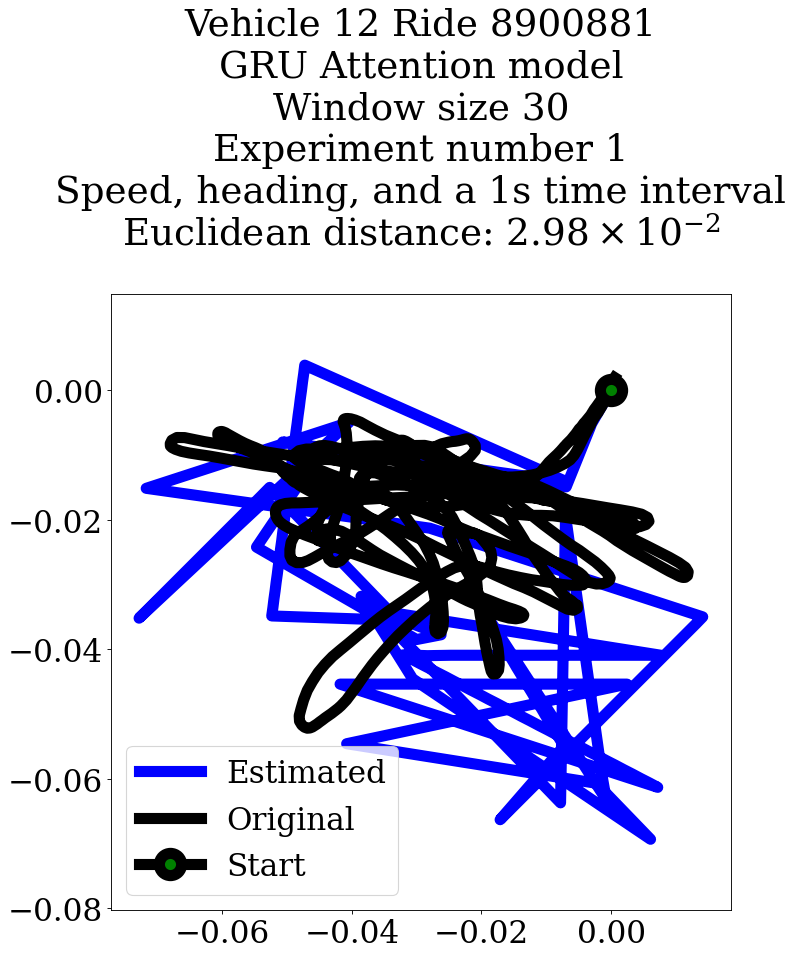 Vehicle 12 Ride 8900881
GRU Attention model
Window size 30
Experiment number 1
Speed, heading, and a 1s time interval
Euclidean distance: 2.98 × 10⁻²
0.00
−0.02
−0.04
−0.06
−0.08
Estimated
Original
Start
−0.06 −0.04 −0.02 0.00